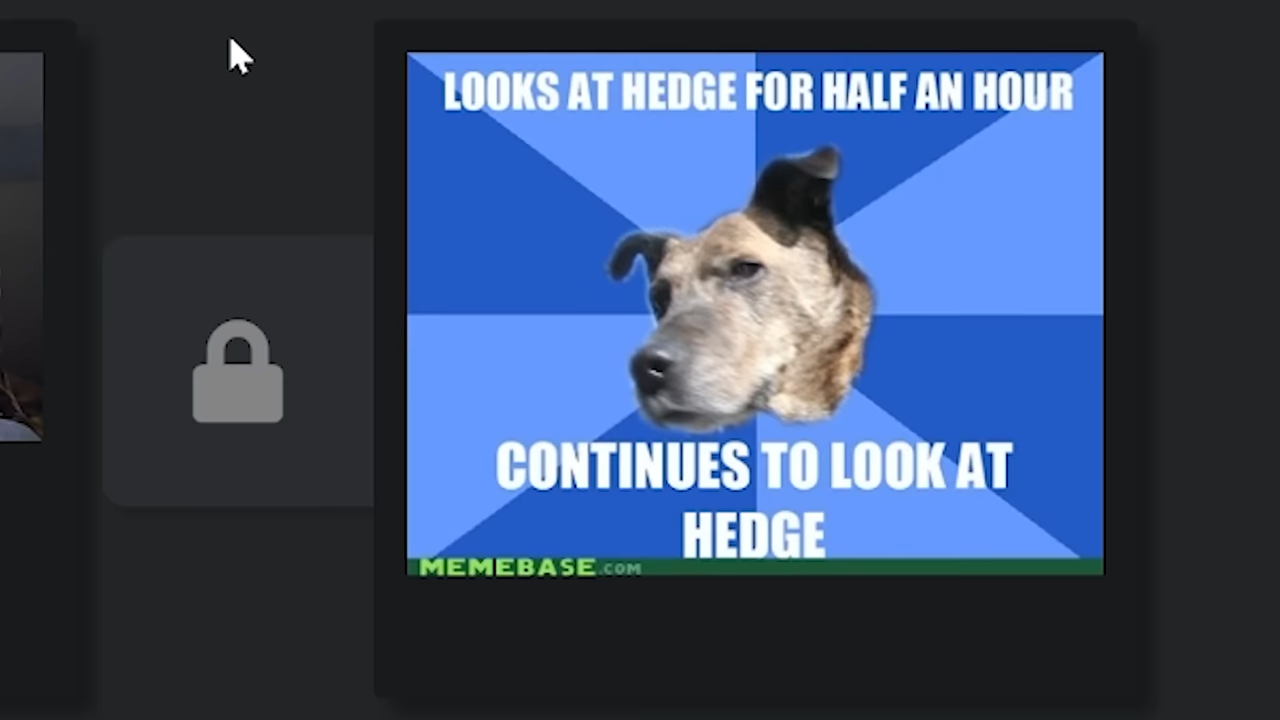 LOOKS AT HEDGE FOR HALF AN HOUR
CONTINUES TO LOOK AT
HEDGE
MEMEBASE.COM